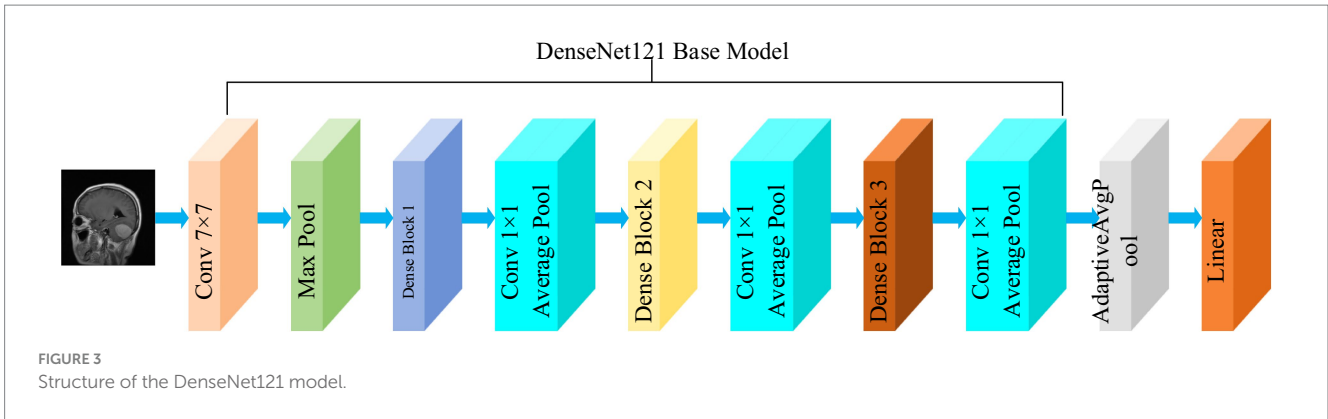 DenseNet121 Base Model
Conv 7×7
Max Pool
Dense Block 1
Conv 1×1
Average Pool
Dense Block 2
Conv 1×1
Average Pool
Dense Block 3
Conv 1×1
Average Pool
AdaptiveAvgP
ool
Linear
FIGURE 3
Structure of the DenseNet121 model.